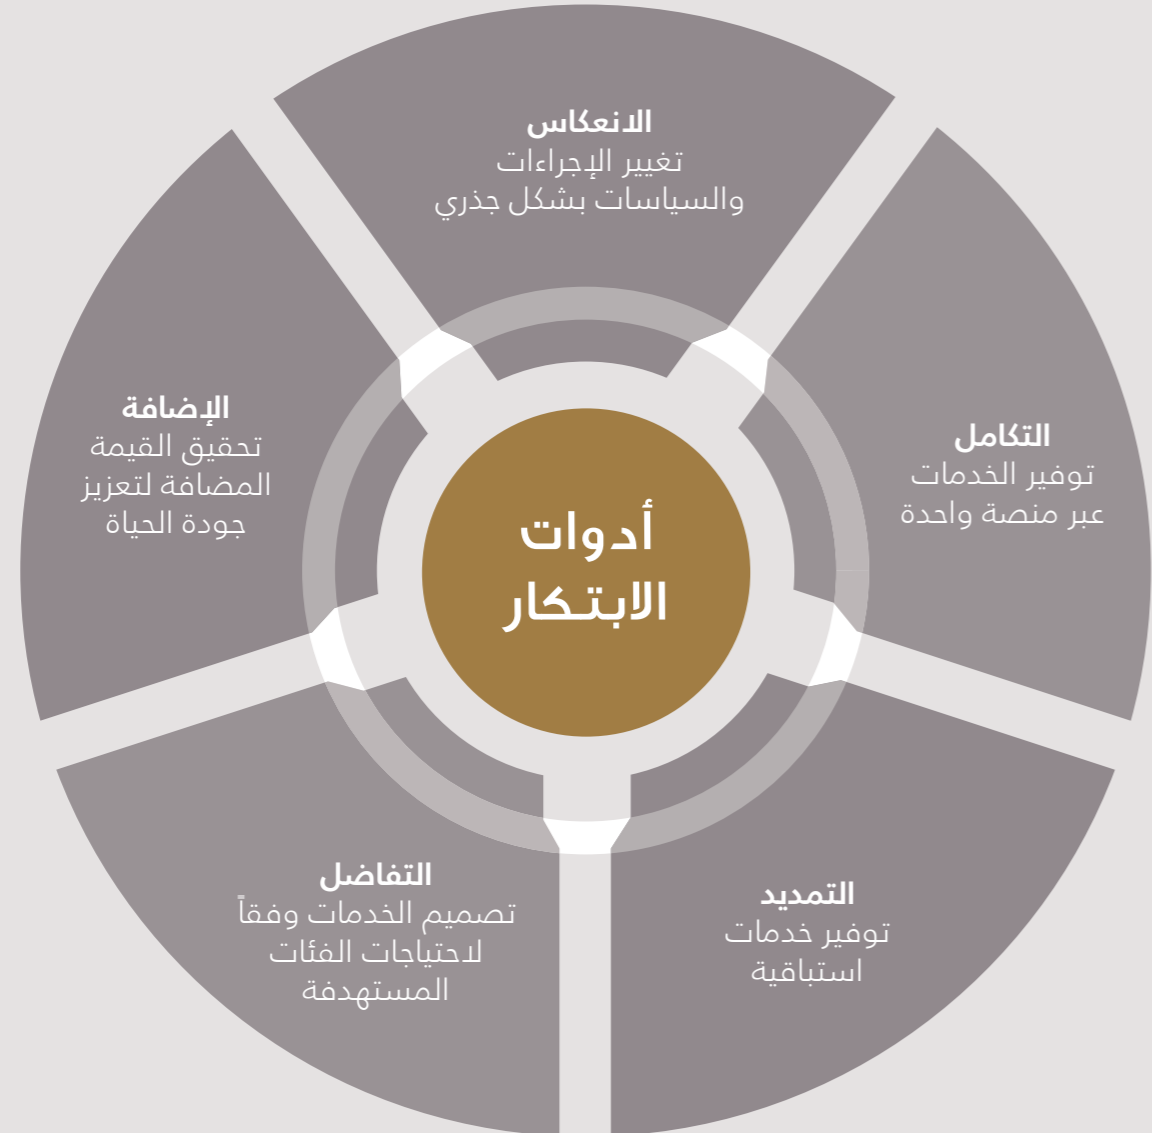 أدوات
الابتكار
الانعكاس
تغيير الإجراءات
والسياسات بشكل جذري
التكامل
توفير الخدمات
عبر منصة واحدة
التمديد
توفير خدمات
استباقية
التفاضل
تصميم الخدمات وفقاً
لاحتياجات الفئات
المستهدفة
الإضافة
تحقيق القيمة
المضافة لتعزيز
جودة الحياة